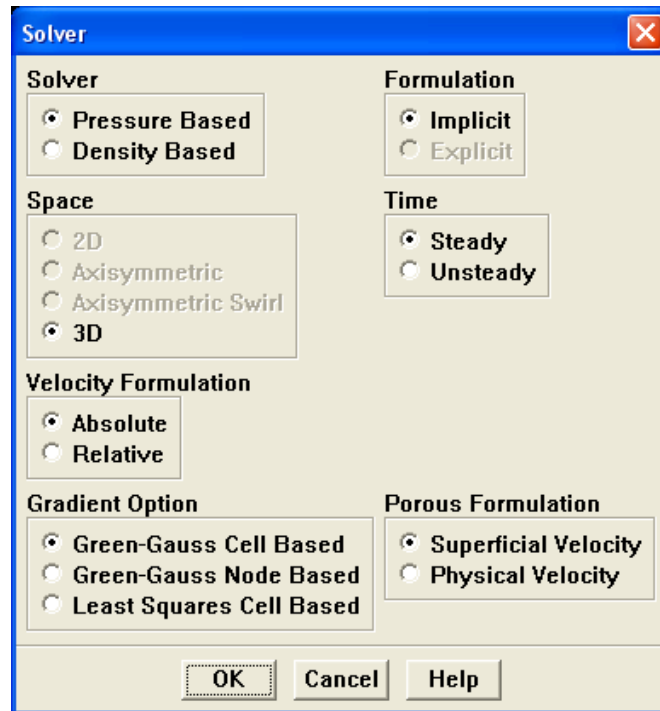 Solver
Solver
Pressure Based
Density Based
Formulation
Implicit
Explicit
Space
2D
Axisymmetric
Axisymmetric Swirl
3D
Time
Steady
Unsteady
Velocity Formulation
Absolute
Relative
Gradient Option
Green-Gauss Cell Based
Green-Gauss Node Based
Least Squares Cell Based
Porous Formulation
Superficial Velocity
Physical Velocity
OK
Cancel
Help